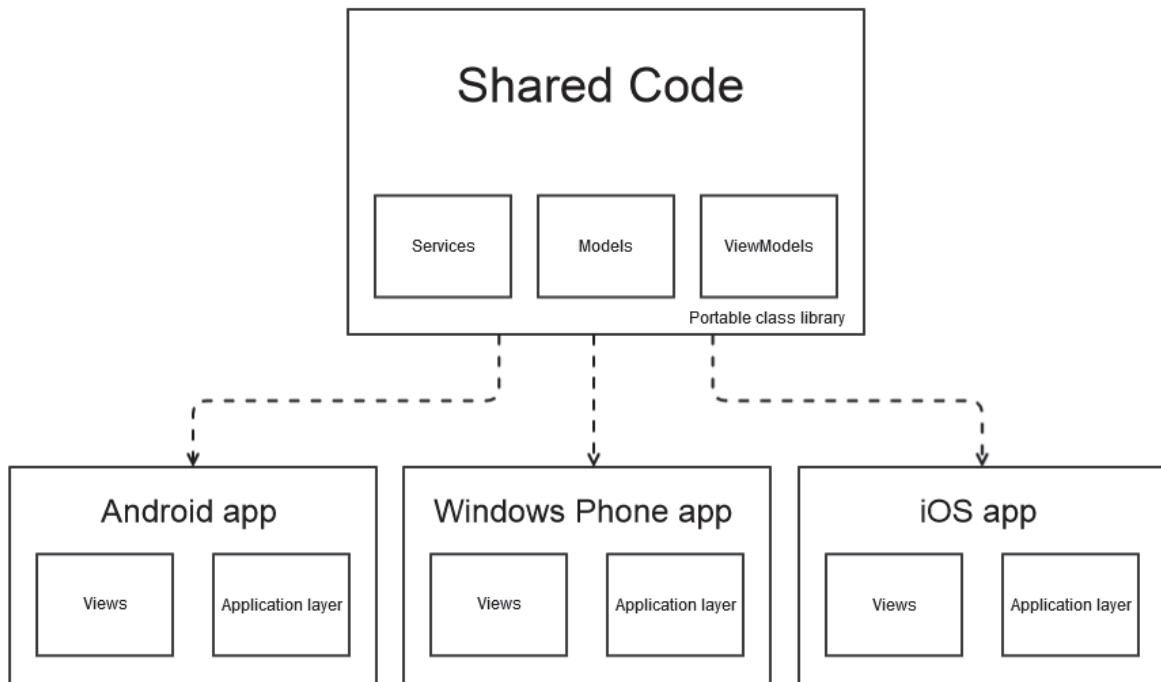 Shared Code
Services
Models
ViewModels
Portable class library
Android app
Windows Phone app
iOS app
Views
Application layer
Views
Application layer
Views
Application layer